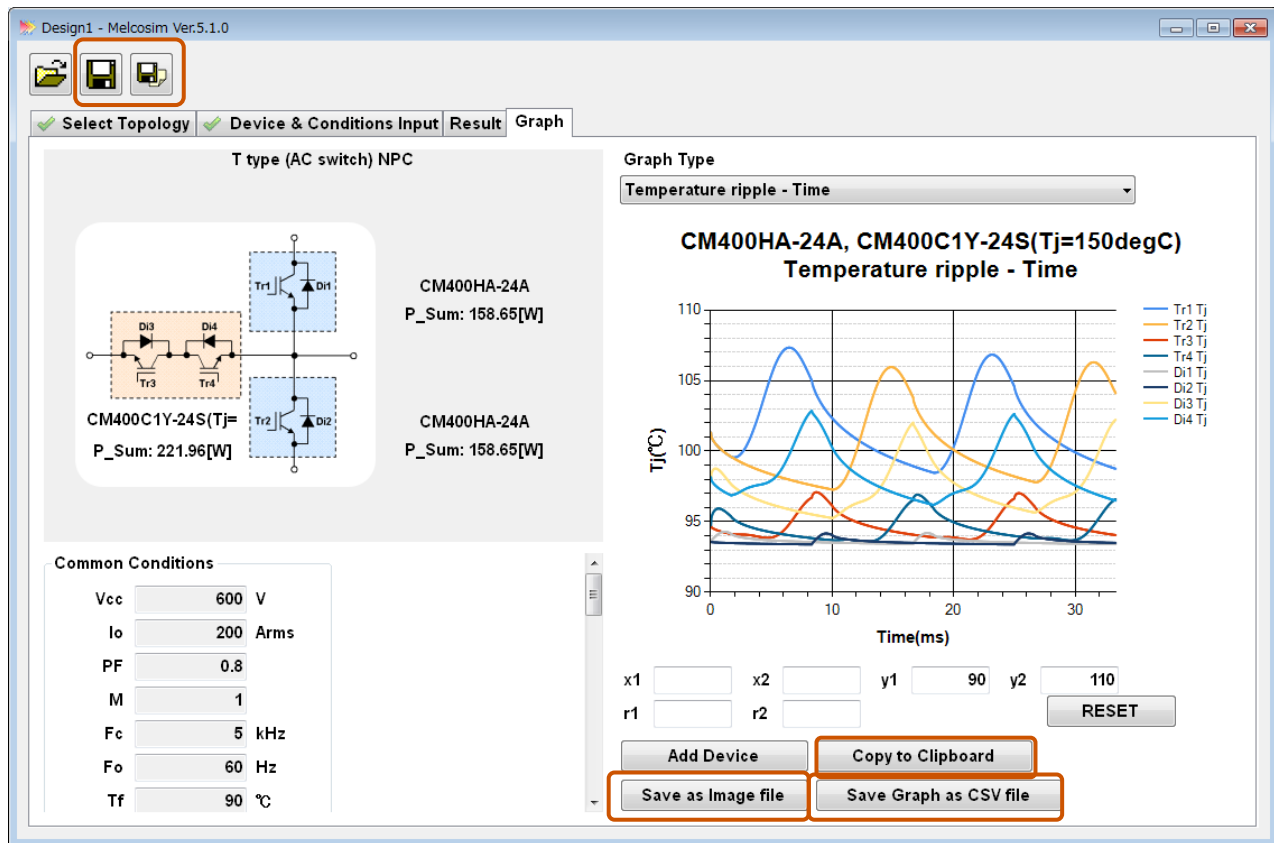 Design1 - Melcosim Ver.5.1.0
Select Topology
Device & Conditions Input
Result
Graph
T type (AC switch) NPC
Tr1
Di1
CM400HA-24A
P_Sum: 158.65[W]
Di3
Di4
Tr3
Tr4
CM400C1Y-24S(Tj=
P_Sum: 221.96[W]
Tr2
Di2
CM400HA-24A
P_Sum: 158.65[W]
Common Conditions
Vcc 600 V
Io 200 Arms
PF 0.8
M 1
Fc 5 kHz
Fo 60 Hz
Tf 90 ℃
Graph Type
Temperature ripple - Time
CM400HA-24A, CM400C1Y-24S(Tj=150degC)
Temperature ripple - Time
Tj(℃)
110
105
100
95
90
0 10 20 30
Time(ms)
Tr1 Tj
Tr2 Tj
Tr3 Tj
Tr4 Tj
Di1 Tj
Di2 Tj
Di3 Tj
Di4 Tj
x1 x2 y1 90 y2 110
r1 r2 RESET
Add Device
Copy to Clipboard
Save as Image file
Save Graph as CSV file